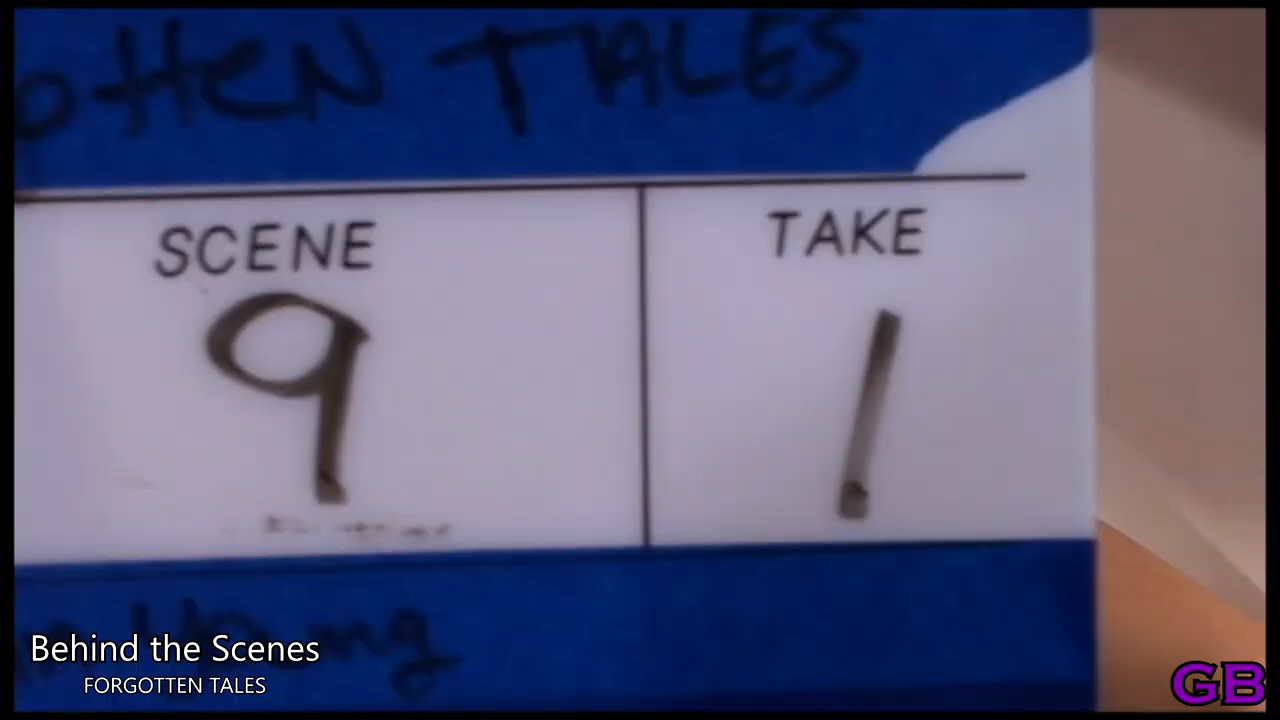 otteN TALES
SCENE
TAKE
9
1
Behind the Scenes
FORGOTTEN TALES
GB